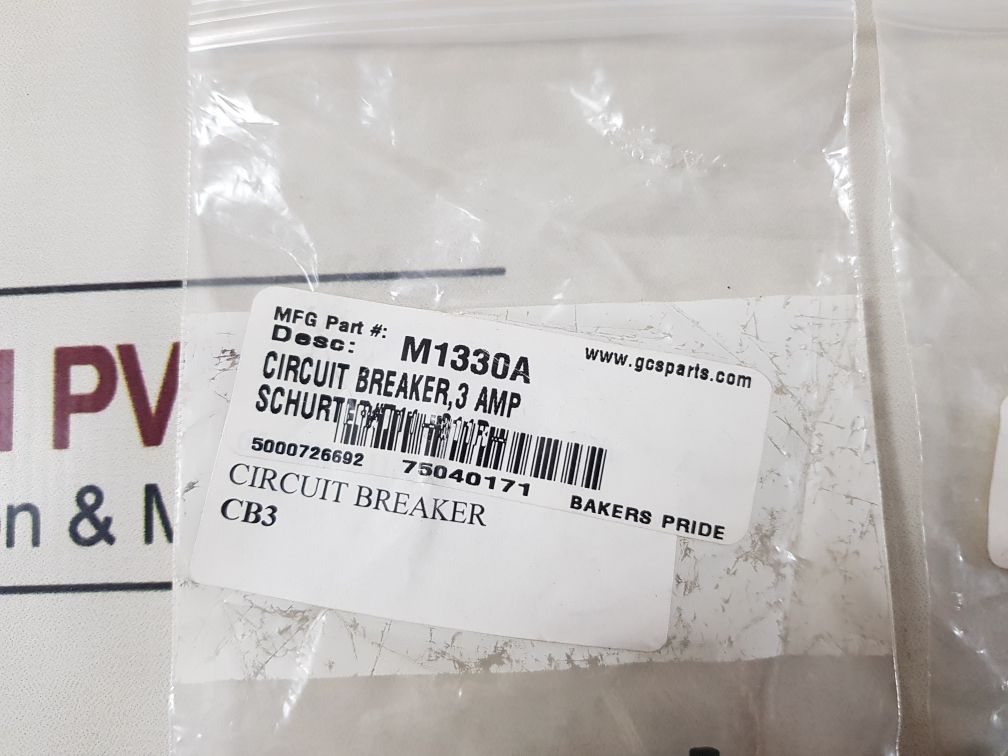 MFG Part #: M1330A
www.gcsparts.com
Desc:
CIRCUIT BREAKER,3 AMP
5000726692
75040171
BAKERS PRIDE
CIRCUIT BREAKER
CB3
PV
&